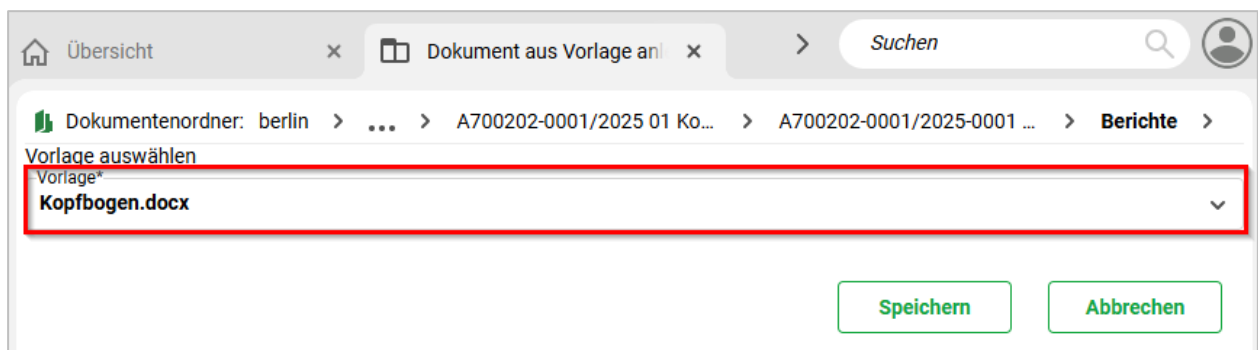 Übersicht × Dokument aus Vorlage anl × > Suchen
Dokumentenordner: berlin > ... > A700202-0001/2025 01 Ko... > A700202-0001/2025-0001 ... > Berichte >
Vorlage auswählen
Vorlage*
Kopfbogen.docx
Speichern Abbrechen